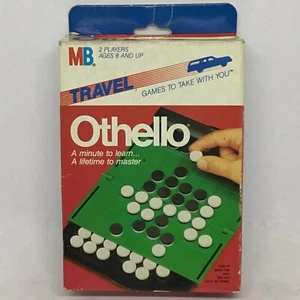 MB
2 PLAYERS
AGES 8 AND UP
TRAVEL
GAMES TO TAKE WITH YOU™
Othello
A minute to learn...
A lifetime to master